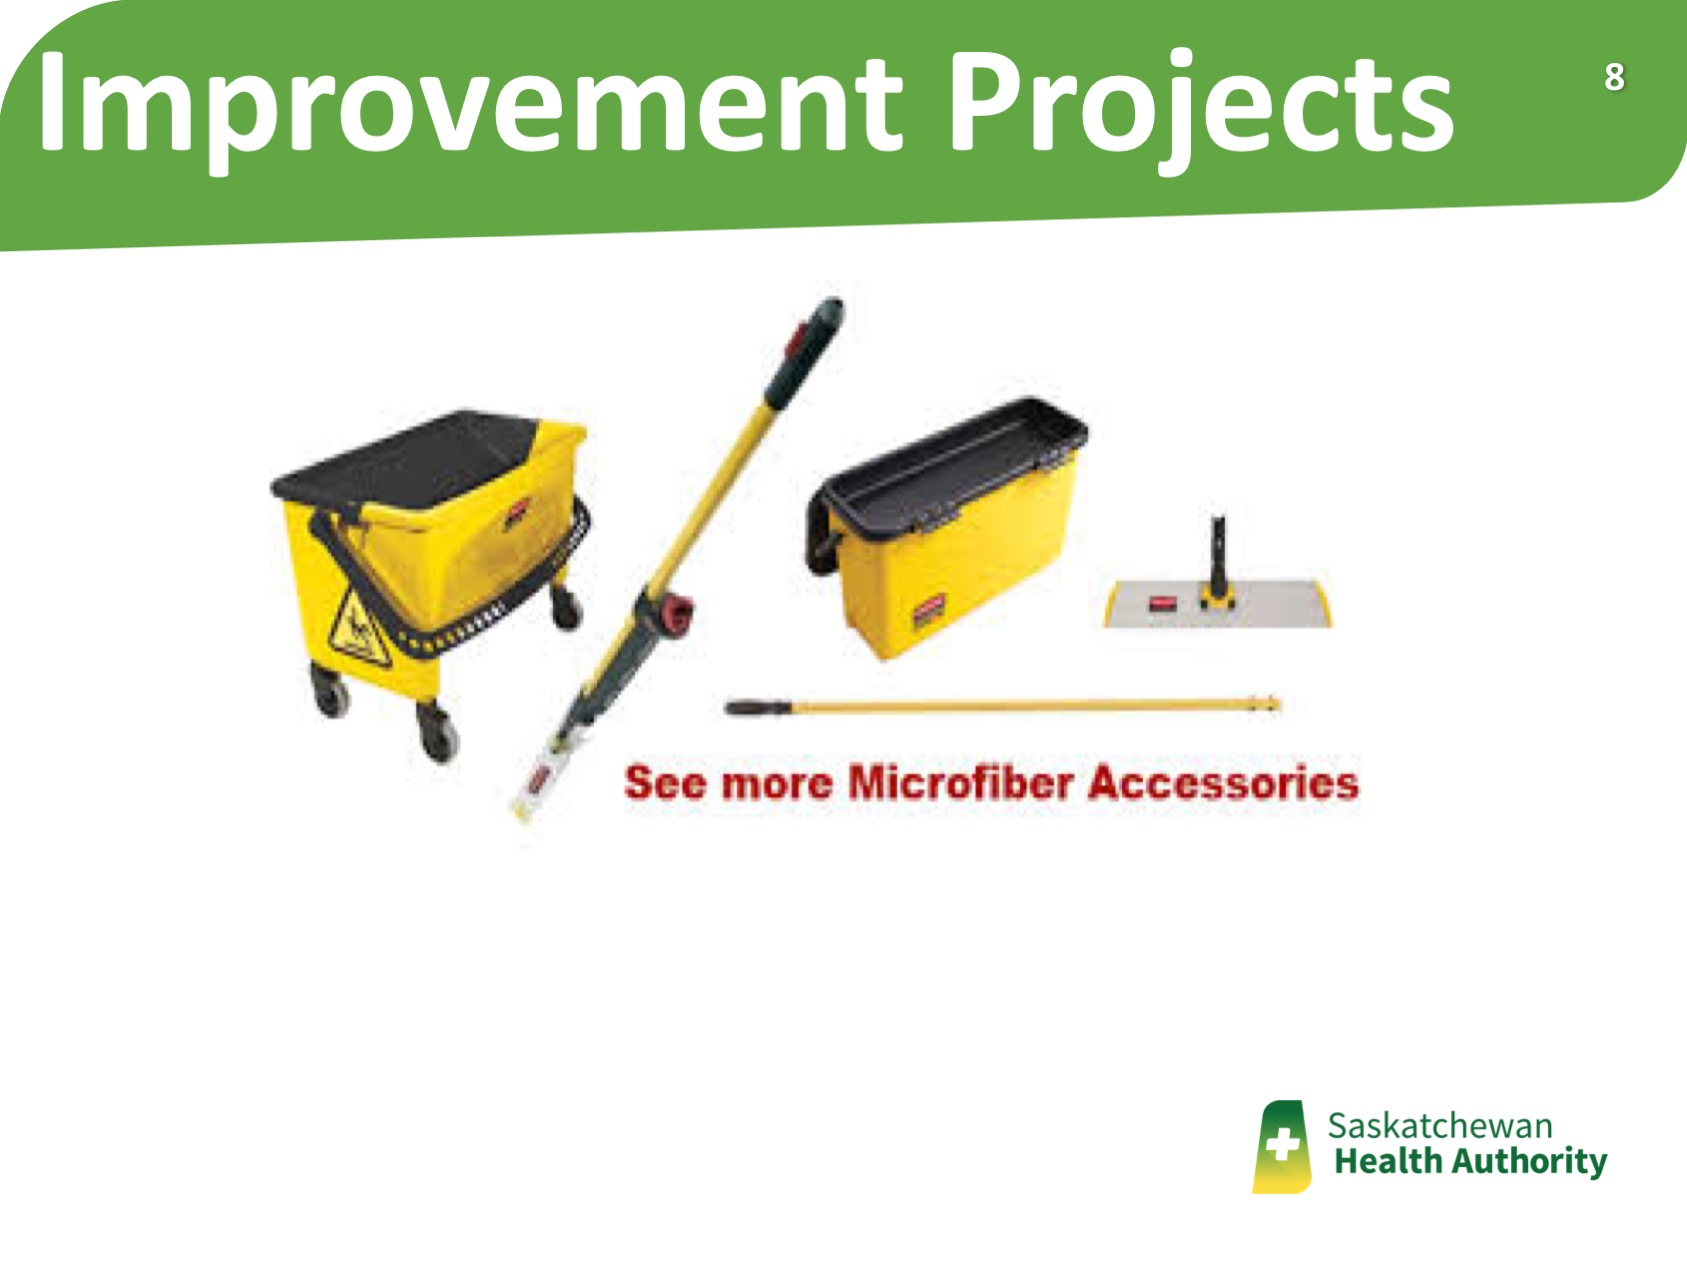 Improvement Projects
8
See more Microfiber Accessories
Saskatchewan
Health Authority